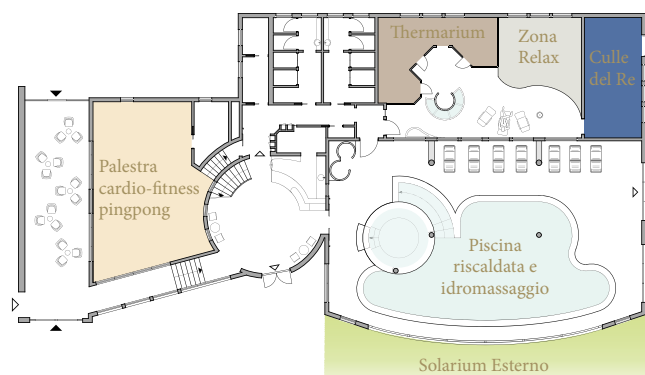 Thermarium
Zona
Relax
Culle
del Re
Palestra
cardio-fitness
pingpong
Piscina
riscaldata e
idromassaggio
Solarium Esterno